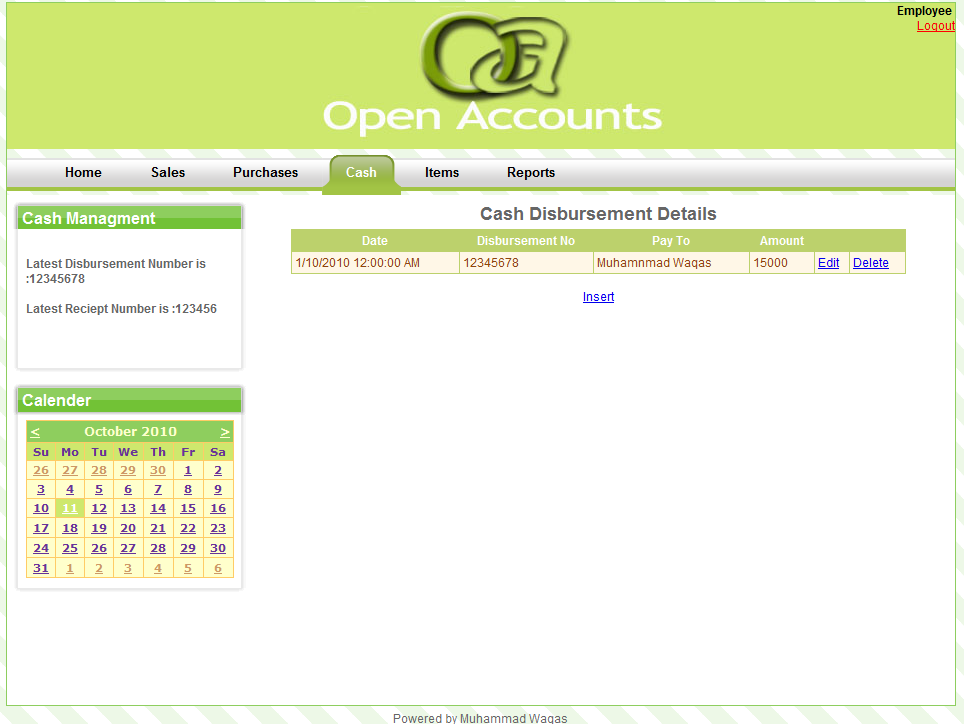 Employee
Logout
Oa
Open Accounts
Home Sales Purchases Cash Items Reports
Cash Managment
Latest Disbursement Number is
:12345678
Latest Reciept Number is :123456
Calender
< October 2010 >
Su Mo Tu We Th Fr Sa
26 27 28 29 30 1 2
3 4 5 6 7 8 9
10 11 12 13 14 15 16
17 18 19 20 21 22 23
24 25 26 27 28 29 30
31 1 2 3 4 5 6
Cash Disbursement Details
Date Disbursement No Pay To Amount
1/10/2010 12:00:00 AM 12345678 Muhamnmad Waqas 15000 Edit Delete
Insert
Powered by Muhammad Waqas